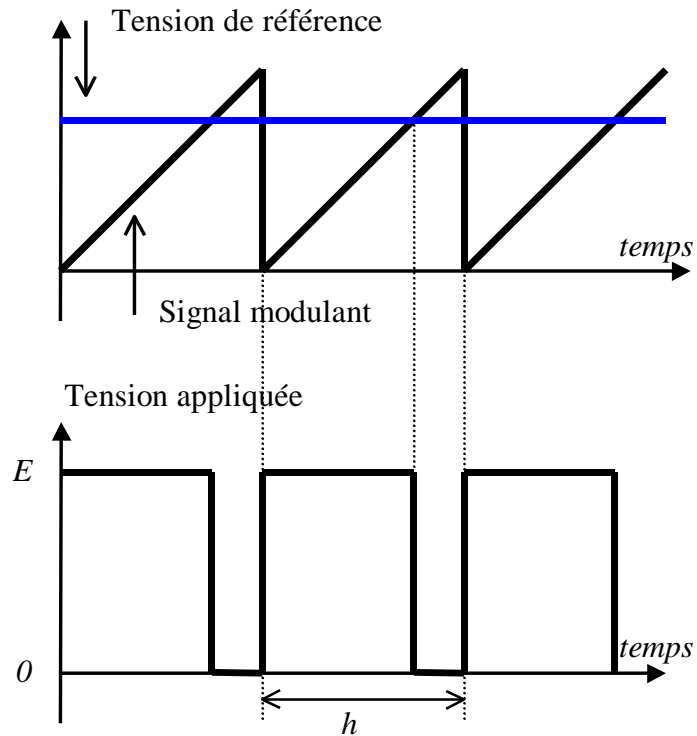 Tension de référence
temps
Signal modulant
Tension appliquée
E
temps
0
h